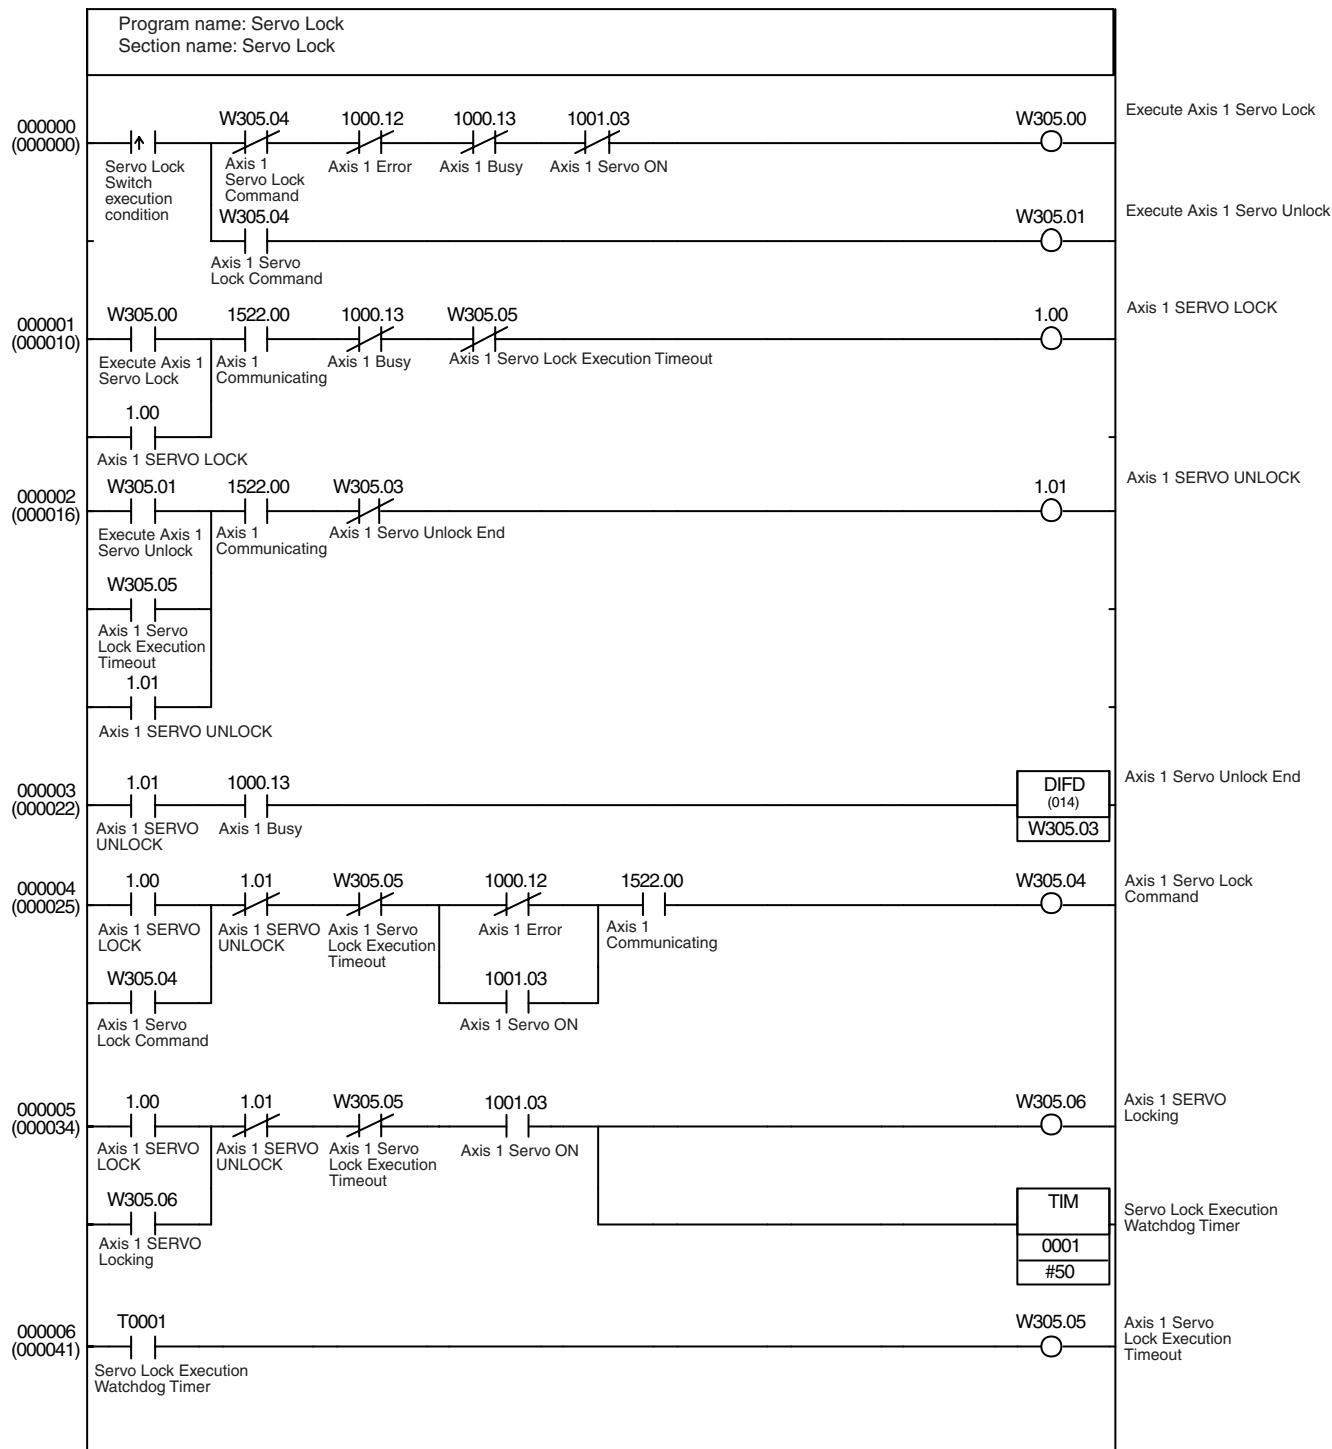 Program name: Servo Lock
Section name: Servo Lock
000000
(000000)
W305.04
1000.12
1000.13
1001.03
W305.00
Execute Axis 1 Servo Lock
Servo Lock
Switch
execution
condition
Axis 1
Servo Lock
Command
Axis 1 Error
Axis 1 Busy
Axis 1 Servo ON
W305.04
W305.01
Execute Axis 1 Servo Unlock
Axis 1 Servo
Lock Command
000001
(000010)
W305.00
1522.00
1000.13
W305.05
1.00
Axis 1 SERVO LOCK
Execute Axis 1
Servo Lock
Axis 1
Communicating
Axis 1 Busy
Axis 1 Servo Lock Execution Timeout
1.00
Axis 1 SERVO LOCK
000002
(000016)
W305.01
1522.00
W305.03
1.01
Axis 1 SERVO UNLOCK
Execute Axis 1
Servo Unlock
Axis 1
Communicating
Axis 1 Servo Unlock End
W305.05
Axis 1 Servo
Lock Execution
Timeout
1.01
Axis 1 SERVO UNLOCK
000003
(000022)
1.01
1000.13
DIFD
(014)
W305.03
Axis 1 Servo Unlock End
Axis 1 SERVO
UNLOCK
Axis 1 Busy
000004
(000025)
1.00
1.01
W305.05
1000.12
1522.00
W305.04
Axis 1 Servo Lock
Command
Axis 1 SERVO
LOCK
Axis 1 SERVO
UNLOCK
Axis 1 Servo
Lock Execution
Timeout
Axis 1 Error
Axis 1
Communicating
W305.04
1001.03
Axis 1 Servo
Lock Command
Axis 1 Servo ON
000005
(000034)
1.00
1.01
W305.05
1001.03
W305.06
Axis 1 SERVO
Locking
Axis 1 SERVO
LOCK
Axis 1 SERVO
UNLOCK
Axis 1 Servo
Lock Execution
Timeout
Axis 1 Servo ON
W305.06
Axis 1 SERVO
Locking
TIM
0001
#50
Servo Lock Execution
Watchdog Timer
000006
(000041)
T0001
W305.05
Axis 1 Servo
Lock Execution
Timeout
Servo Lock Execution
Watchdog Timer